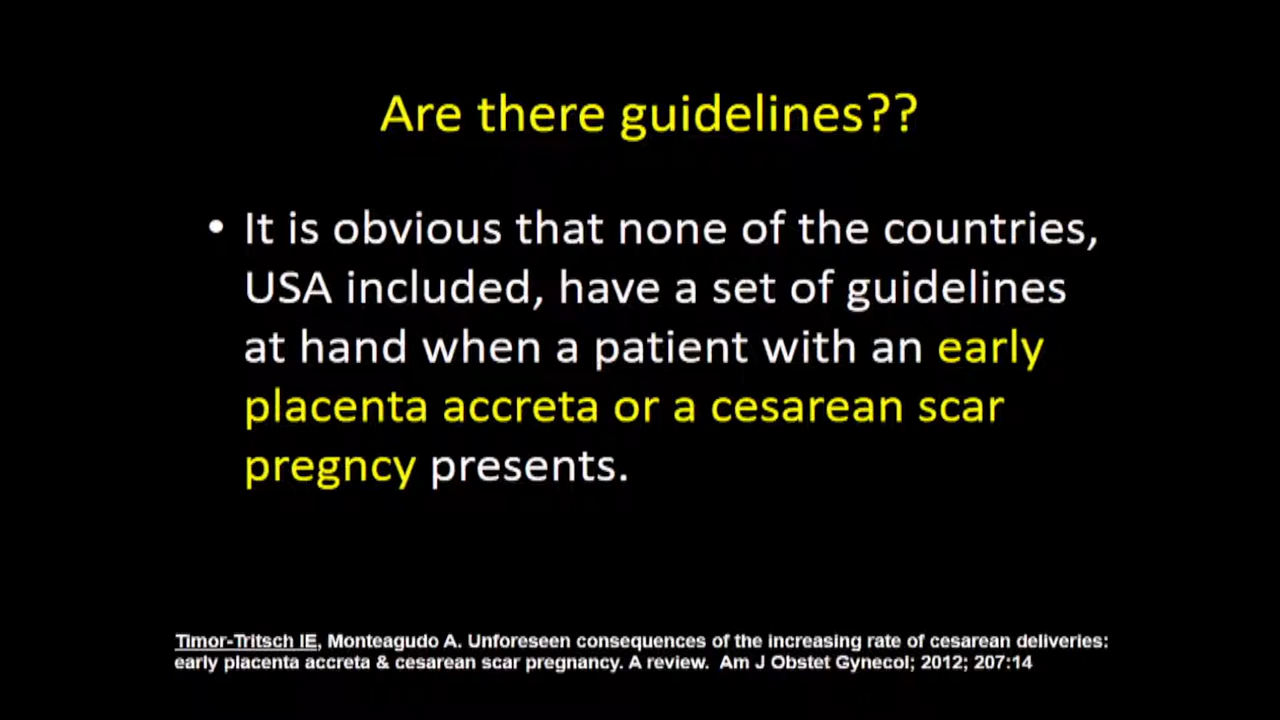 Are there guidelines??
• It is obvious that none of the countries,
USA included, have a set of guidelines
at hand when a patient with an early
placenta accreta or a cesarean scar
pregncy presents.
Timor-Tritsch IE, Monteagudo A. Unforeseen consequences of the increasing rate of cesarean deliveries:
early placenta accreta & cesarean scar pregnancy. A review. Am J Obstet Gynecol; 2012; 207:14